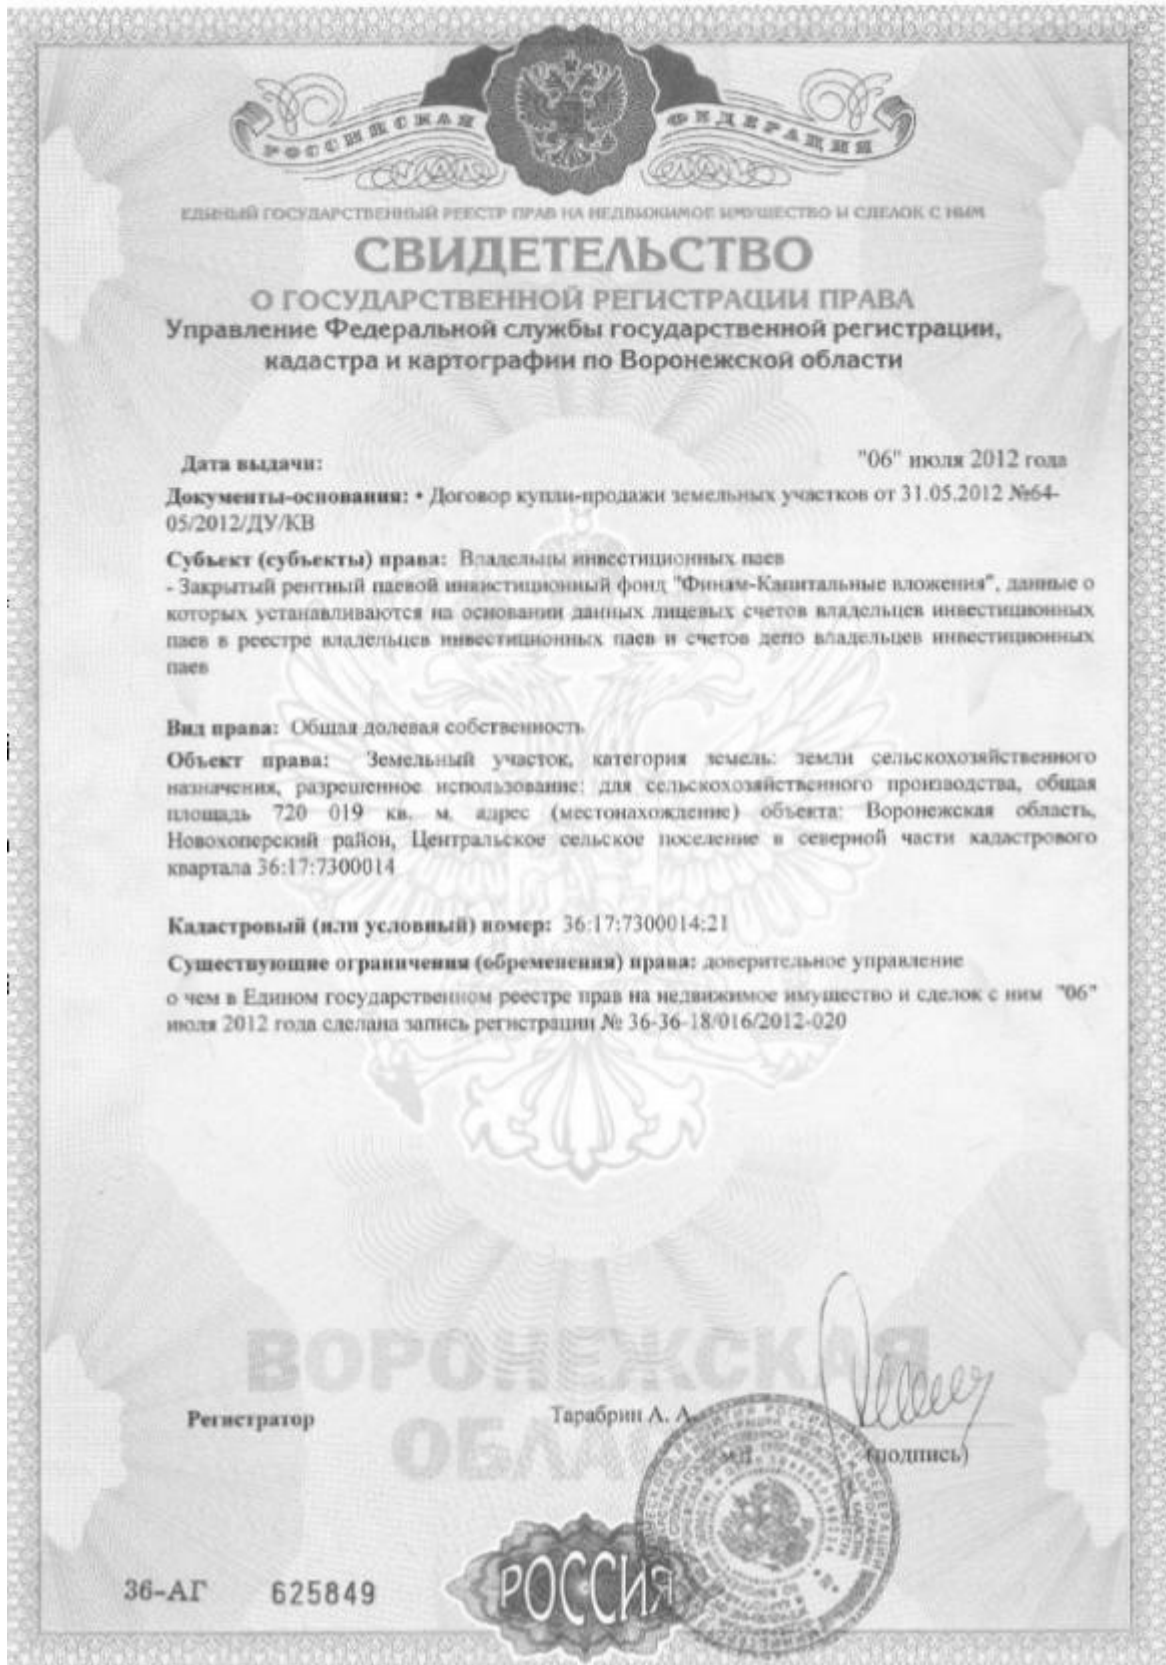 РОССИЙСКАЯ ФЕДЕРАЦИЯ
ЕДИНЫЙ ГОСУДАРСТВЕННЫЙ РЕЕСТР ПРАВ НА НЕДВИЖИМОЕ ИМУЩЕСТВО И СДЕЛОК С НИМ
СВИДЕТЕЛЬСТВО
О ГОСУДАРСТВЕННОЙ РЕГИСТРАЦИИ ПРАВА
Управление Федеральной службы государственной регистрации,
кадастра и картографии по Воронежской области
Дата выдачи: "06" июля 2012 года
Документы-основания: • Договор купли-продажи земельных участков от 31.05.2012 №64-
05/2012/ДУ/КВ
Субъект (субъекты) права: Владельцы инвестиционных паев
- Закрытый рентный паевой инвистиционный фонд "Финам-Капитальные вложения", данные о
которых устанавливаются на основании данных лицевых счетов владельцев инвестиционных
паев в реестре владельцев инвестиционных паев и счетов депо владельцев инвестиционных
паев
Вид права: Общая долевая собственность
Объект права: Земельный участок, категория земель: земли сельскохозяйственного
назначения, разрешенное использование: для сельскохозяйственного производства, общая
площадь 720 019 кв. м, адрес (местонахождение) объекта: Воронежская область,
Новохоперский район, Центральское сельское поселение в северной части кадастрового
квартала 36:17:7300014
Кадастровый (или условный) номер: 36:17:7300014:21
Существующие ограничения (обременения) права: доверительное управление
о чем в Едином государственном реестре прав на недвижимое имущество и сделок с ним "06"
июля 2012 года сделана запись регистрации № 36-36-18/016/2012-020
ВОРОНЕЖСКАЯ
Регистратор Тарабрин А. А.
м.п. (подпись)
36-АГ 625849
РОССИЯ